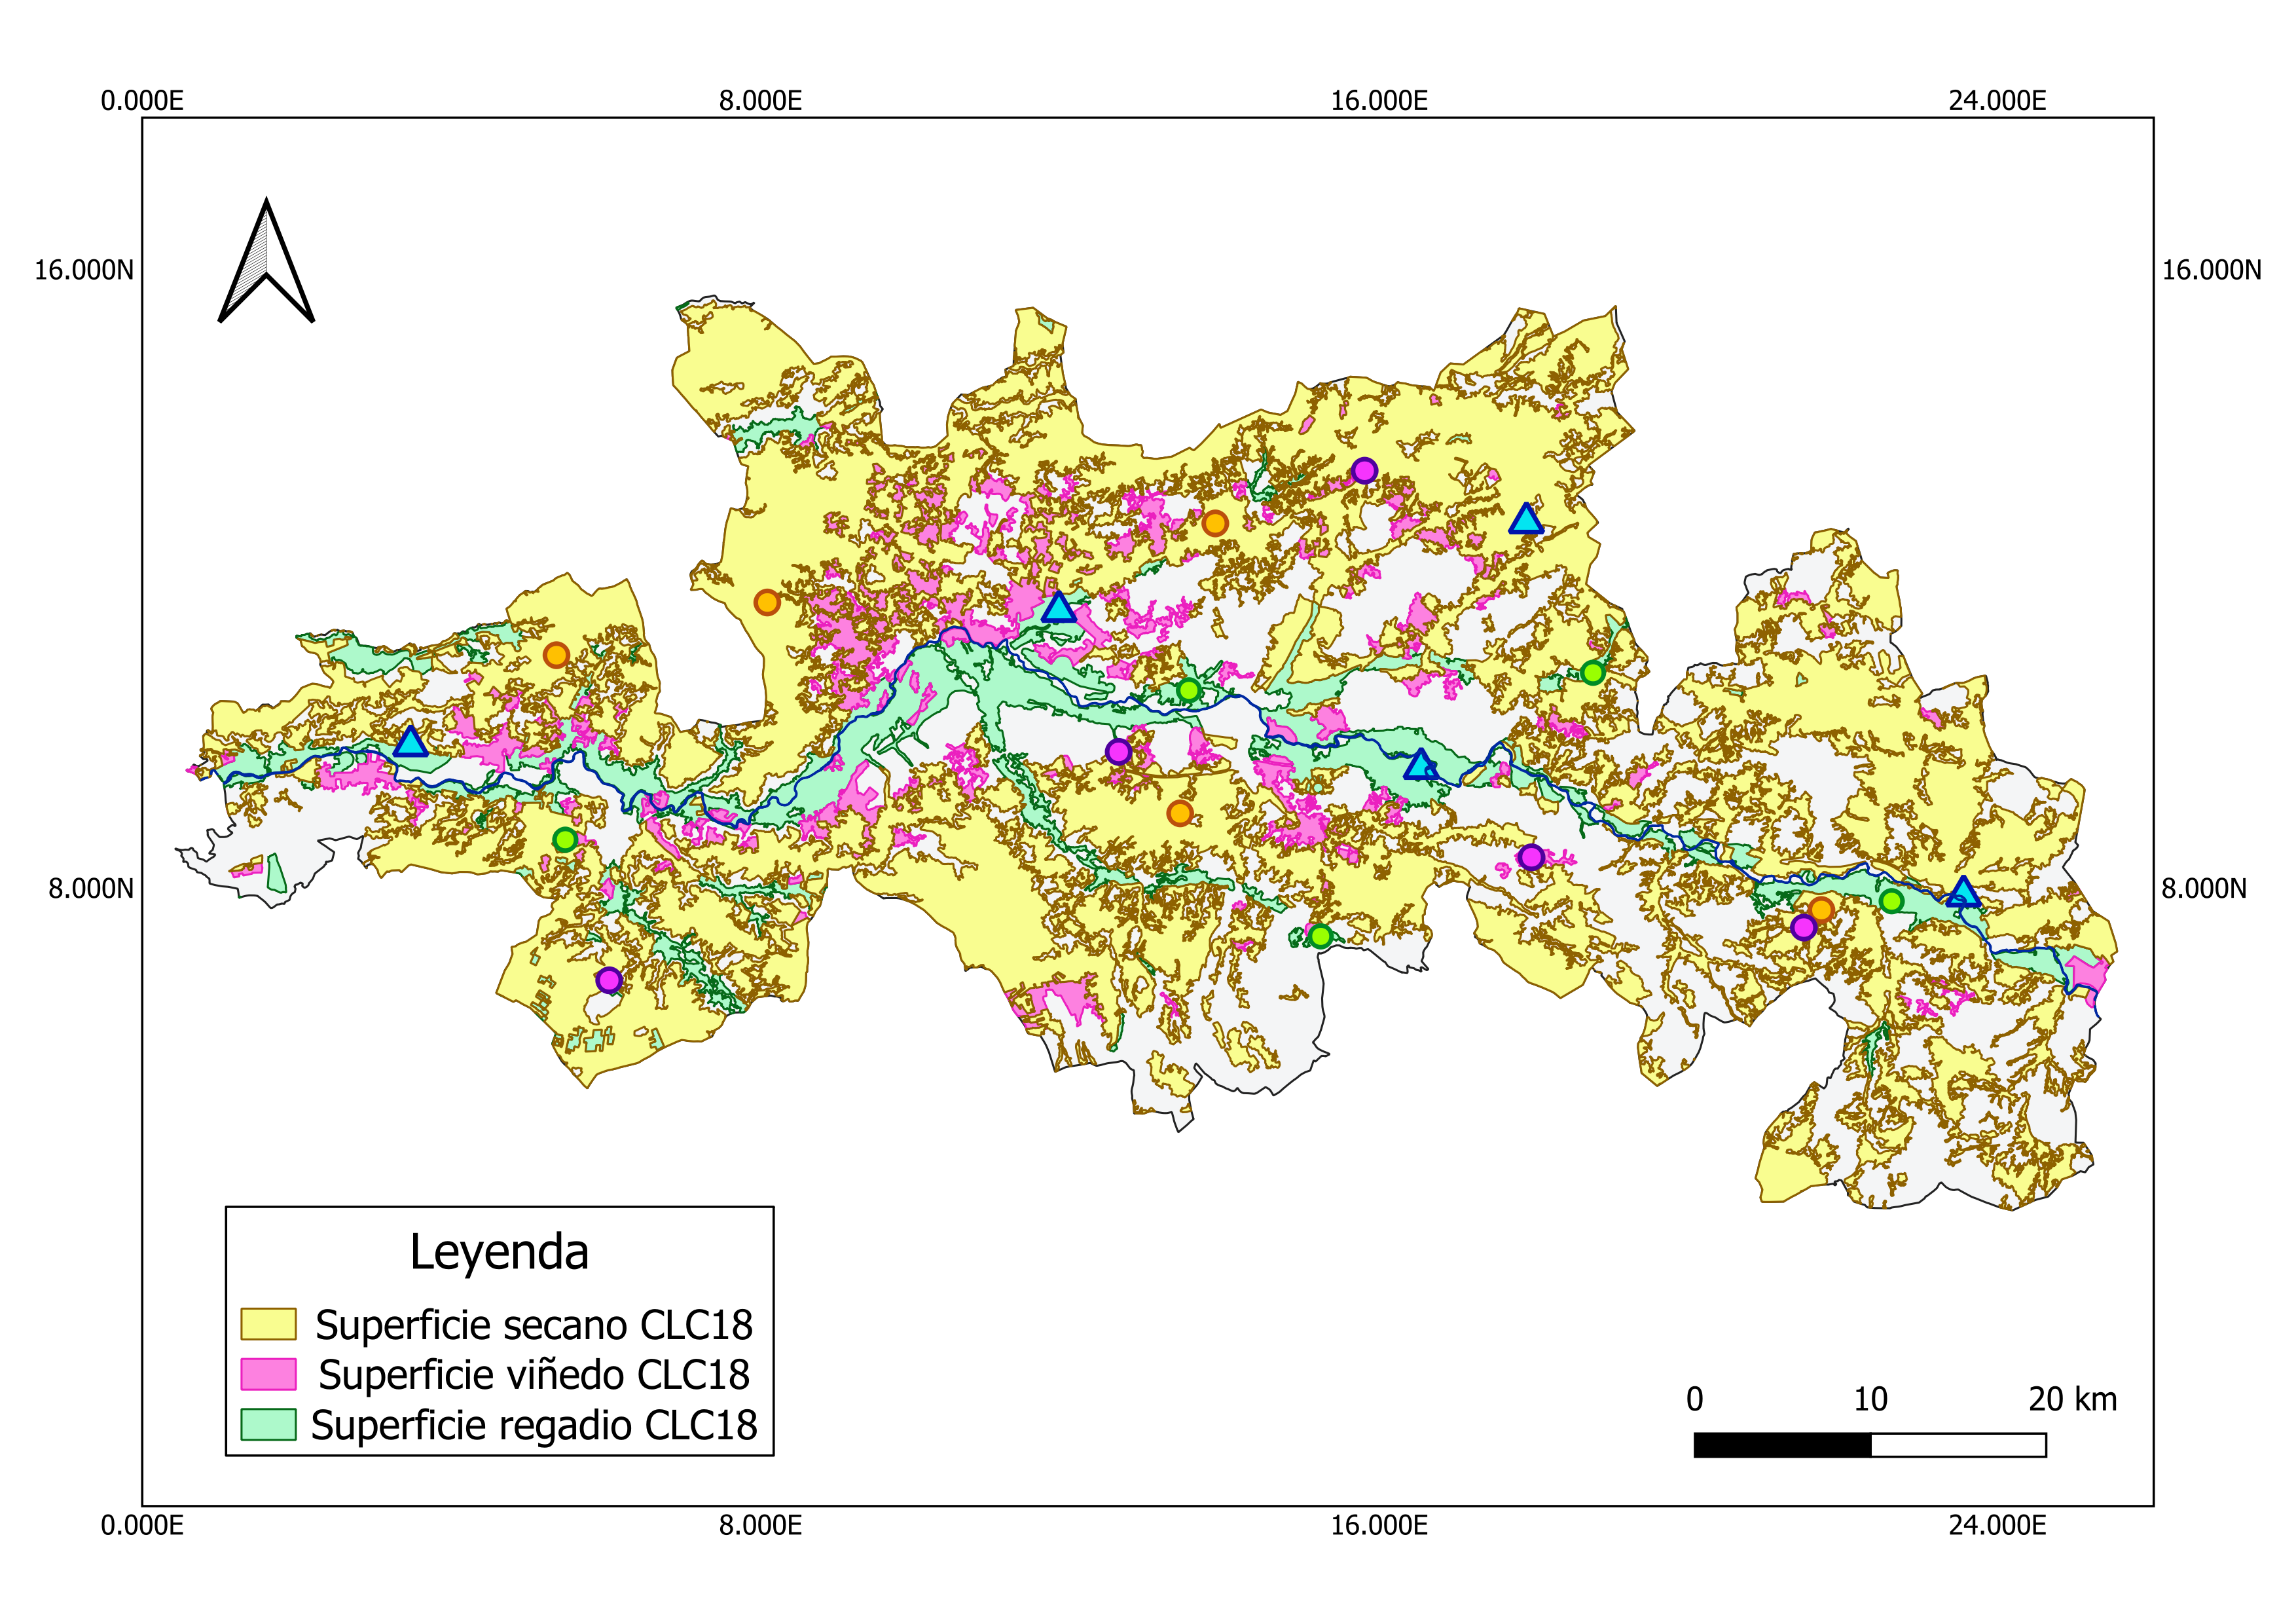 0.000E 8.000E 16.000E 24.000E
16.000N 16.000N
8.000N 8.000N
Leyenda
Superficie secano CLC18
Superficie viñedo CLC18
Superficie regadio CLC18
0 10 20 km
0.000E 8.000E 16.000E 24.000E